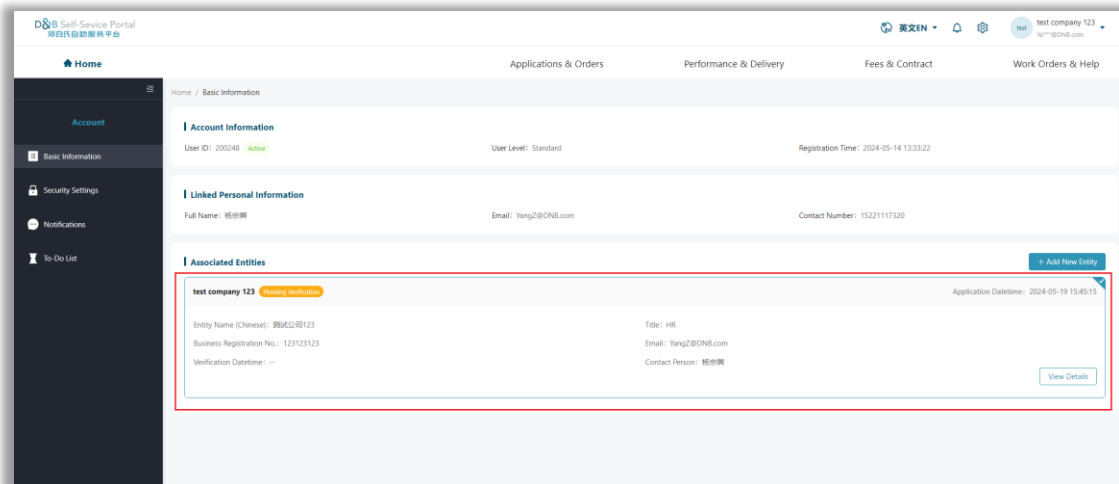 D&B Self-Sevice Portal
邓白氏自助服务平台
英文EN
test
test company 123
Ya***@DNB.com
Home
Applications & Orders
Performance & Delivery
Fees & Contract
Work Orders & Help
Account
Basic Information
Security Settings
Notifications
To-Do List
Home / Basic Information
Account Information
User ID: 200248 Active
User Level: Standard
Registration Time: 2024-05-14 13:33:22
Linked Personal Information
Full Name: 杨宗
Email: YangZ@DNB.com
Contact Number: 15221117320
Associated Entities
+ Add New Entity
test company 123 Pending Verification
Application Datetime: 2024-05-19 15:45:15
Entity Name (Chinese): 测试公司123
Title: HR
Business Registration No.: 123123123
Email: YangZ@DNB.com
Verification Datetime: --
Contact Person: 杨宗
View Details